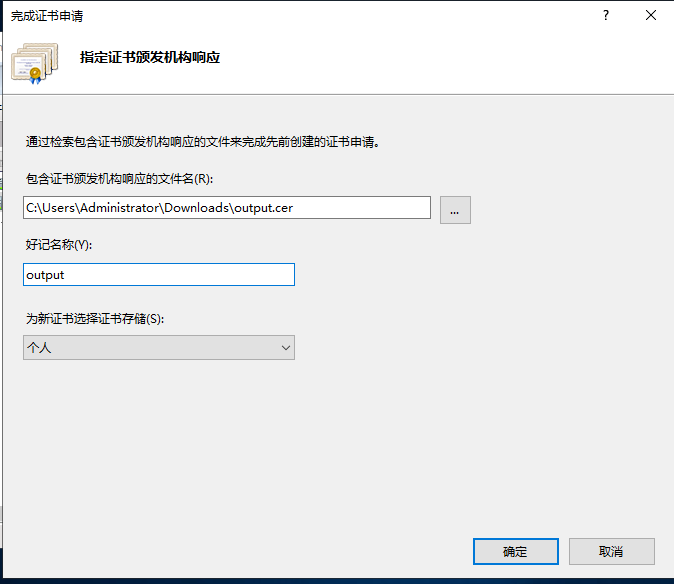 完成证书申请
?
指定证书颁发机构响应
通过检索包含证书颁发机构响应的文件来完成先前创建的证书申请。
包含证书颁发机构响应的文件名(R):
C:\Users\Administrator\Downloads\output.cer
...
好记名称(Y):
output
为新证书选择证书存储(S):
个人
确定
取消